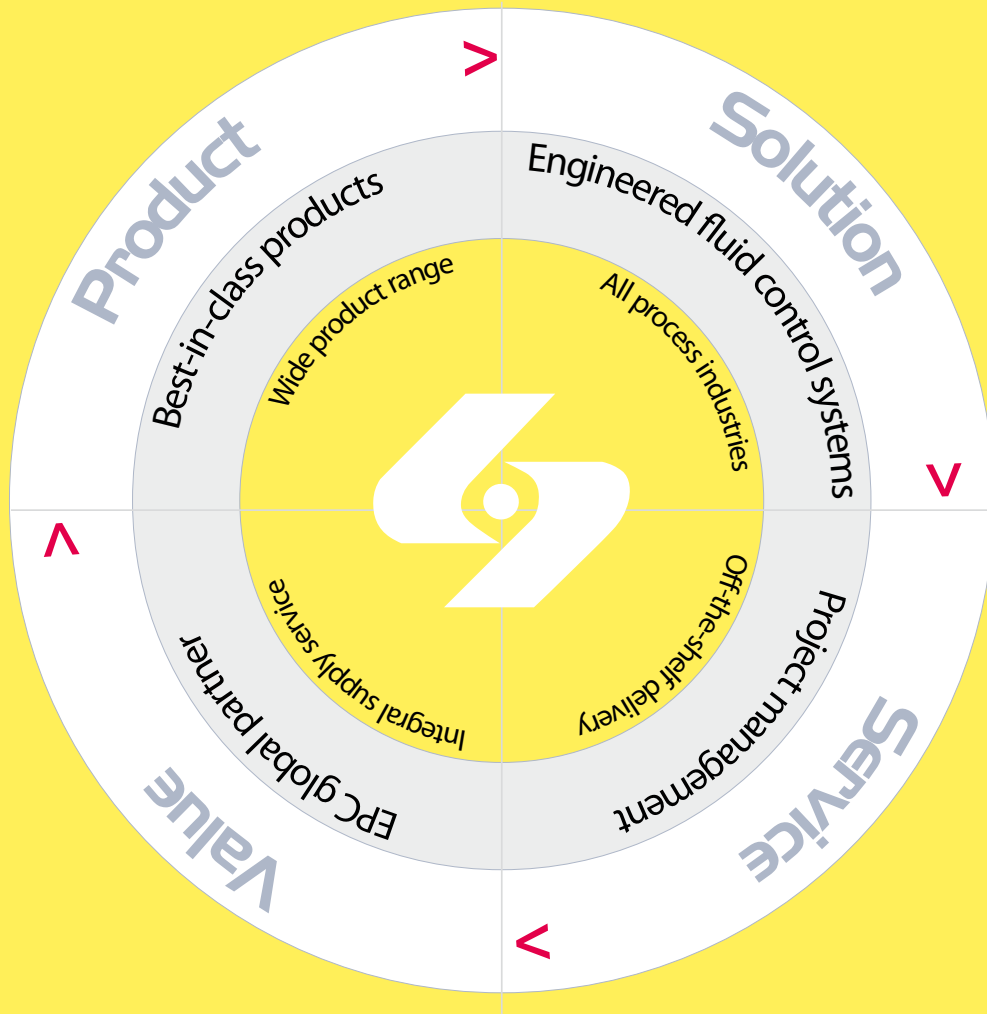 Product
Best-in-class products
Wide product range
>
Solution
Engineered fluid control systems
All process industries
>
Service
Project management
Off-the-shelf delivery
>
Value
EPC global partner
Integral supply service
>